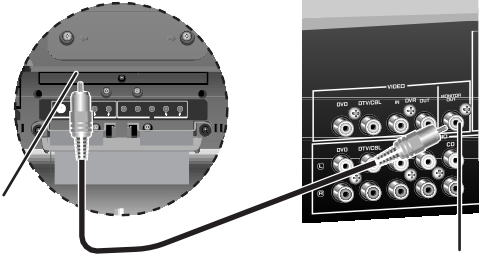 VIDEO
DVD DTV/CBL IN DVR OUT MONITOR OUT
DVD DTV/CBL CD
L
R